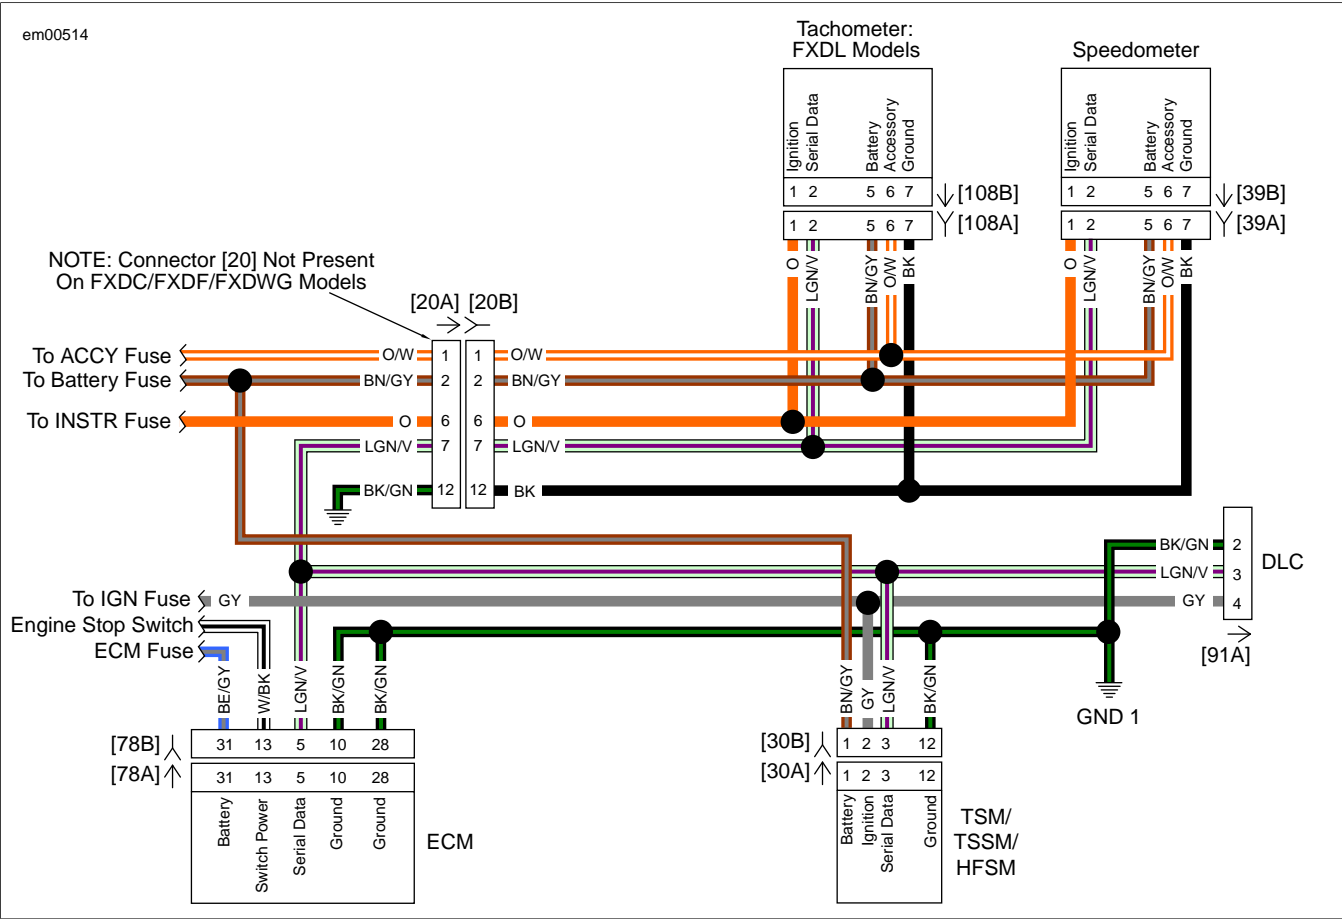 em00514
Tachometer:
FXDL Models
Speedometer
Ignition
Serial Data
Battery
Accessory
Ground
Ignition
Serial Data
Battery
Accessory
Ground
1 2 5 6 7 [108B]
1 2 5 6 7 [39B]
1 2 5 6 7 [108A]
1 2 5 6 7 [39A]
O LGN/V BN/GY O/W BK
O LGN/V BN/GY O/W BK
NOTE: Connector [20] Not Present
On FXDC/FXDF/FXDWG Models
[20A] [20B]
To ACCY Fuse O/W 1 1 O/W
To Battery Fuse BN/GY 2 2 BN/GY
To INSTR Fuse O 6 6 O
LGN/V 7 7 LGN/V
BK/GN 12 12 BK
BK/GN 2
LGN/V 3 DLC
To IGN Fuse GY GY 4
Engine Stop Switch
ECM Fuse
[91A]
GND 1
BE/GY W/BK LGN/V BK/GN BK/GN
BN/GY GY LGN/V BK/GN
[78B] 31 13 5 10 28
[30B] 1 2 3 12
[78A] 31 13 5 10 28
[30A] 1 2 3 12
Battery
Switch Power
Serial Data
Ground
Ground
ECM
Battery
Ignition
Serial Data
Ground
TSM/
TSSM/
HFSM